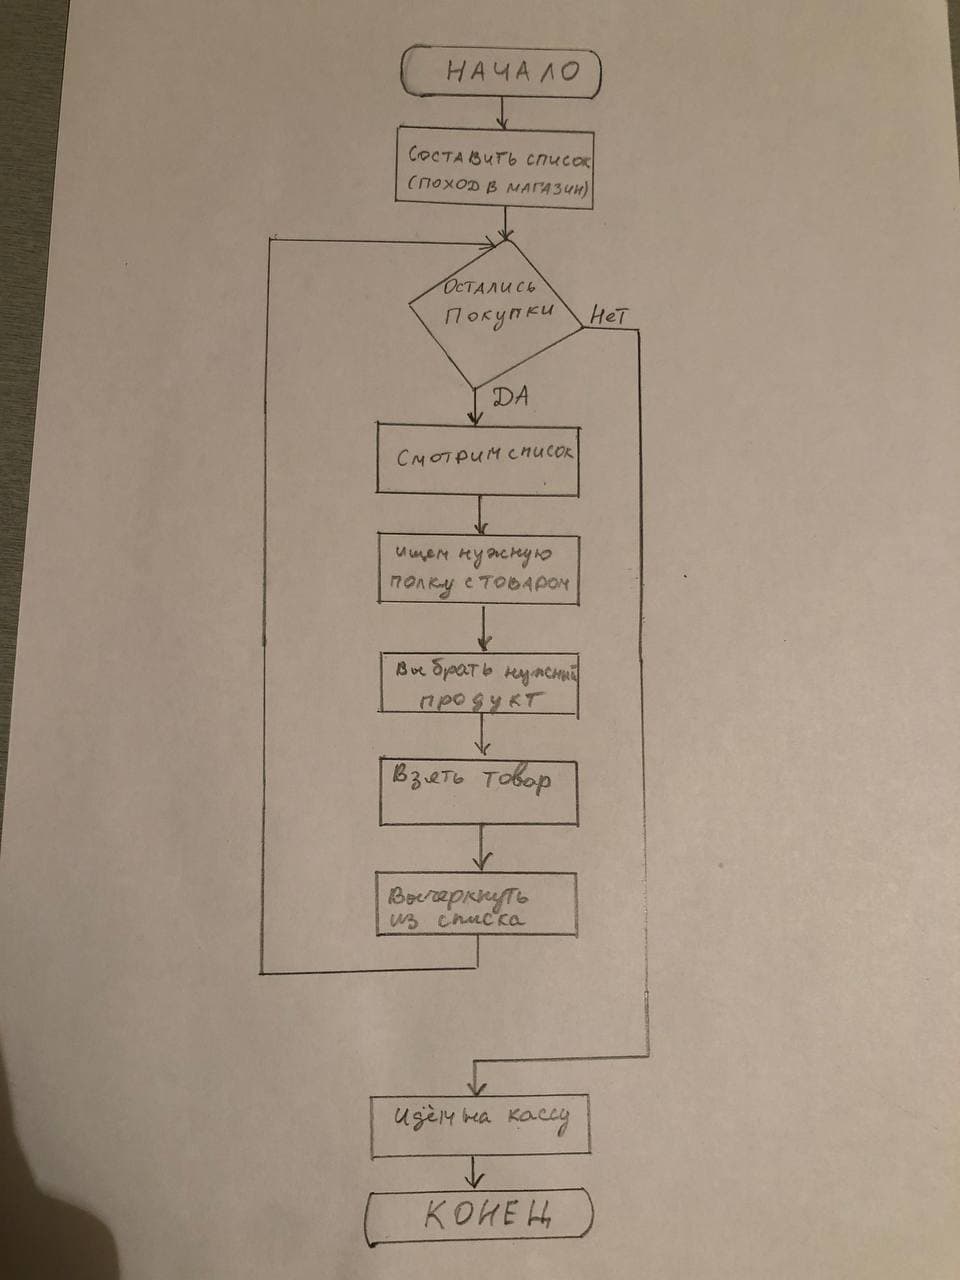 НАЧАЛО
СОСТАВИТЬ СПИСОК
(ПОХОД В МАГАЗИН)
ОСТАЛИСЬ
ПОКУПКИ
НЕТ
ДА
СМОТРИМ СПИСОК
ищем нужную
полку с товаром
Выбрать нужный
продукт
Взять товар
Вычеркнуть
из списка
Идём на кассу
КОНЕЦ